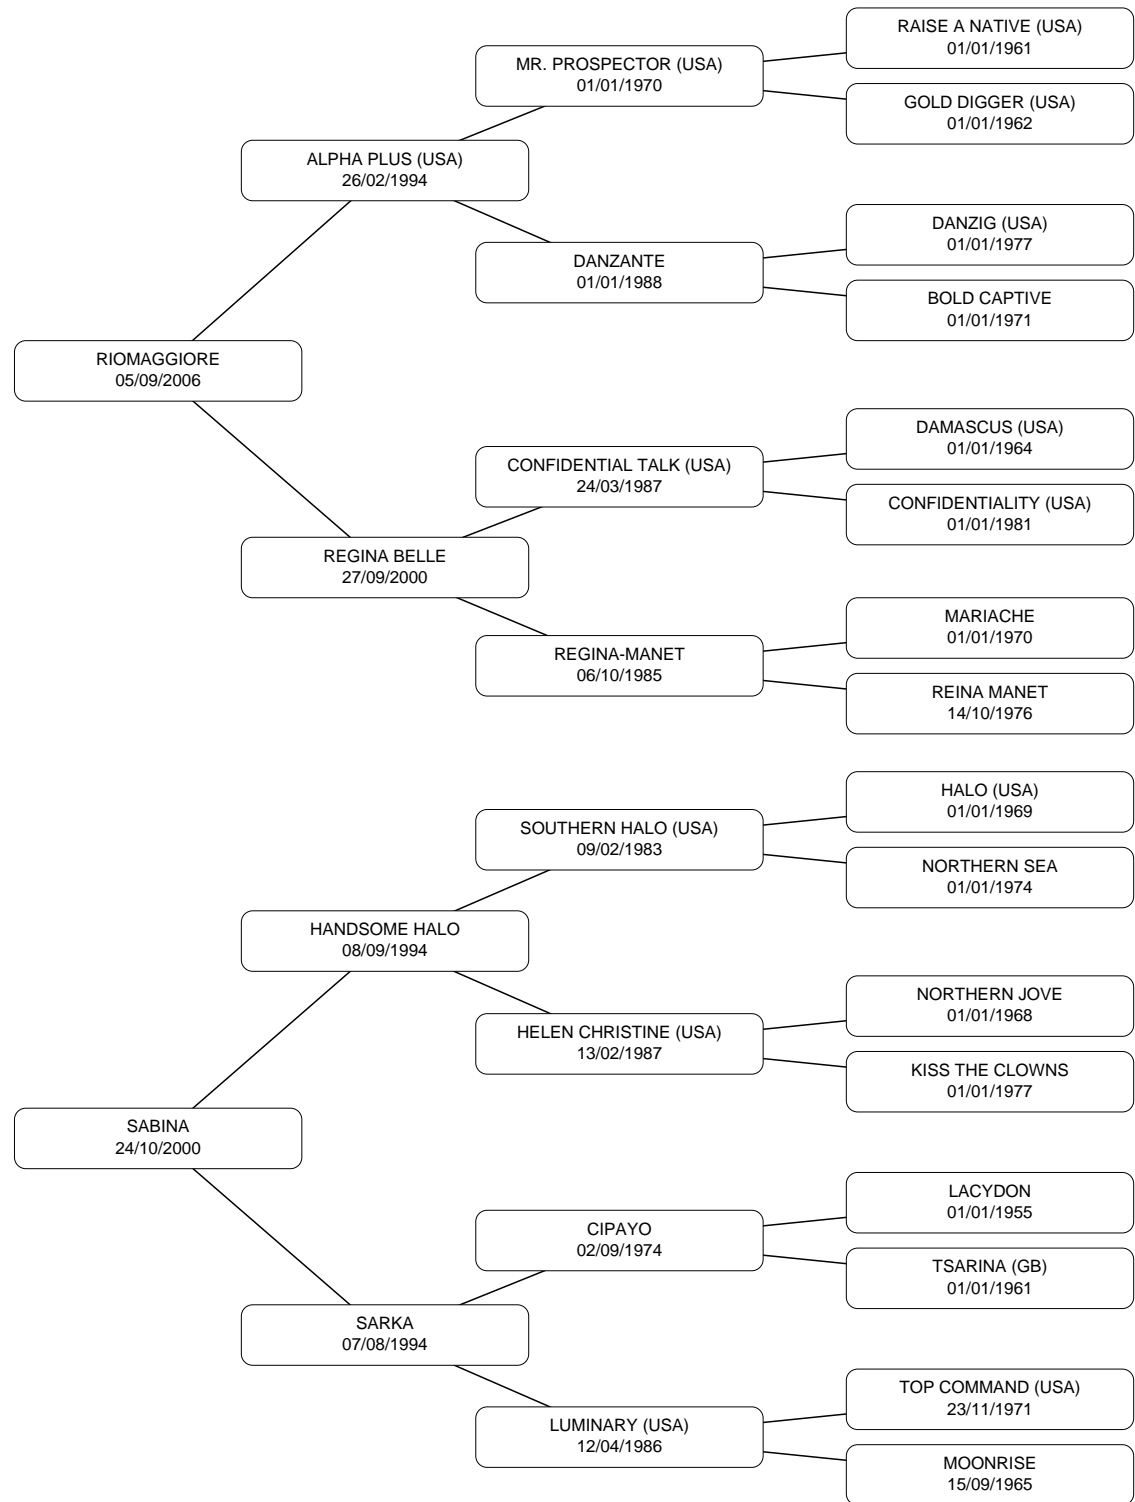 RAISE A NATIVE (USA)
01/01/1961
MR. PROSPECTOR (USA)
01/01/1970
GOLD DIGGER (USA)
01/01/1962
ALPHA PLUS (USA)
26/02/1994
DANZIG (USA)
01/01/1977
DANZANTE
01/01/1988
BOLD CAPTIVE
01/01/1971
RIOMAGGIORE
05/09/2006
DAMASCUS (USA)
01/01/1964
CONFIDENTIAL TALK (USA)
24/03/1987
CONFIDENTIALITY (USA)
01/01/1981
REGINA BELLE
27/09/2000
MARIACHE
01/01/1970
REGINA-MANET
06/10/1985
REINA MANET
14/10/1976
HALO (USA)
01/01/1969
SOUTHERN HALO (USA)
09/02/1983
NORTHERN SEA
01/01/1974
HANDSOME HALO
08/09/1994
NORTHERN JOVE
01/01/1968
HELEN CHRISTINE (USA)
13/02/1987
KISS THE CLOWNS
01/01/1977
SABINA
24/10/2000
LACYDON
01/01/1955
CIPAYO
02/09/1974
TSARINA (GB)
01/01/1961
SARKA
07/08/1994
TOP COMMAND (USA)
23/11/1971
LUMINARY (USA)
12/04/1986
MOONRISE
15/09/1965